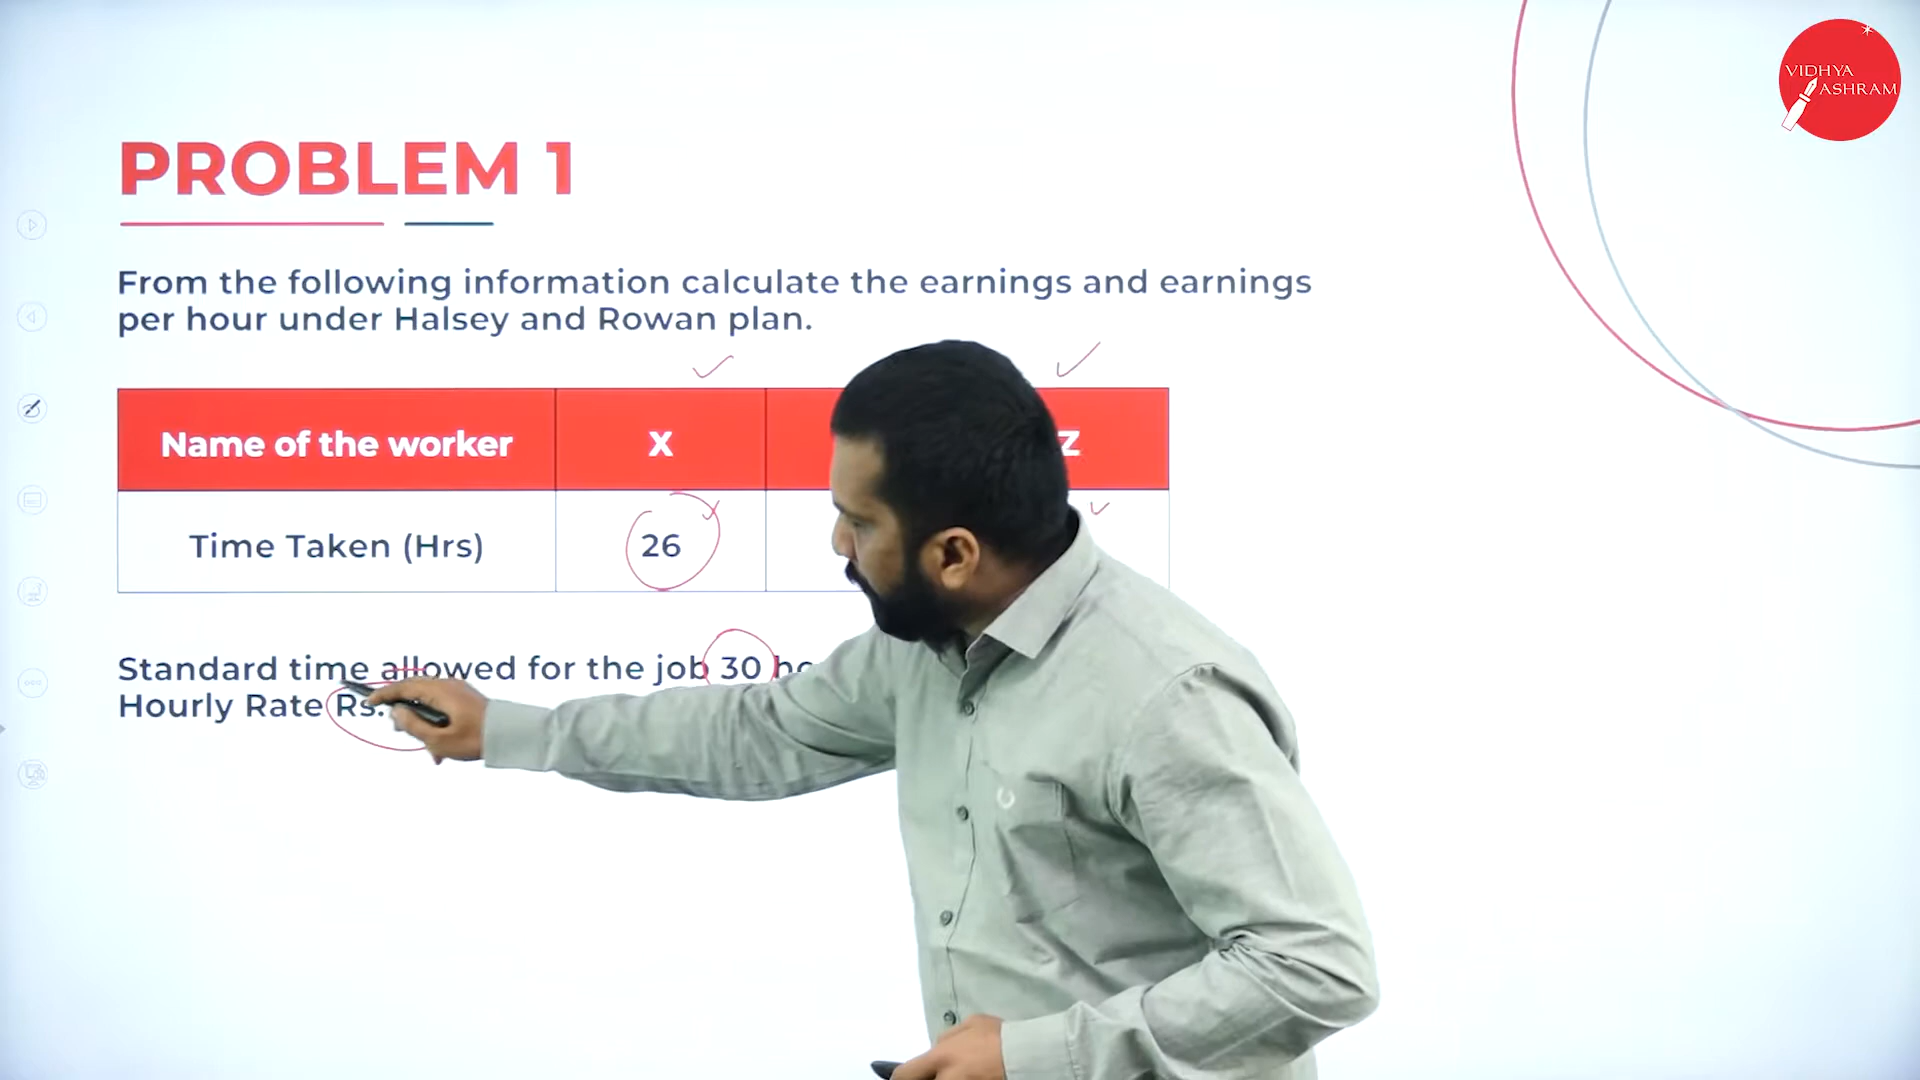 VIDHYA
ASHRAM
PROBLEM 1
From the following information calculate the earnings and earnings
per hour under Halsey and Rowan plan.
Name of the worker X Z
Time Taken (Hrs) 26
Standard time allowed for the job 30
Hourly Rate Rs.